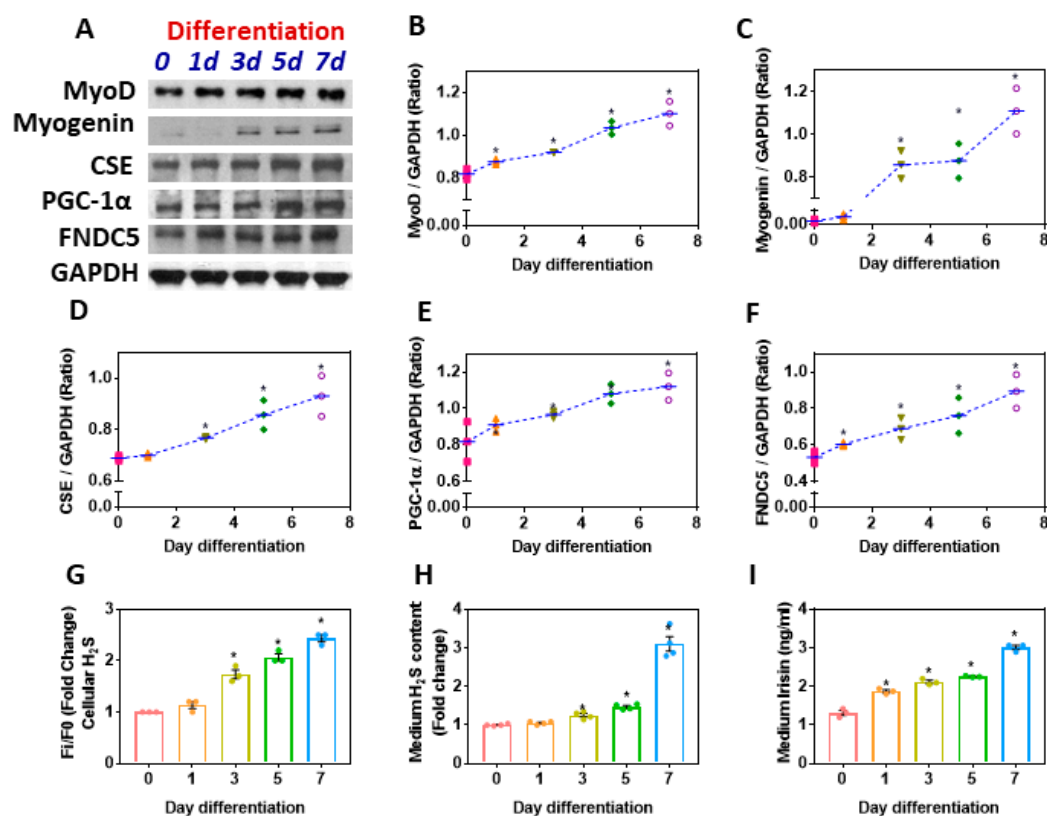 A
Differentiation
0 1d 3d 5d 7d
MyoD
Myogenin
CSE
PGC-1α
FNDC5
GAPDH
B
MyoD / GAPDH (Ratio)
1.2
1.0
0.8
0.00
0 2 4 6 8
Day differentiation
* * * *
C
Myogenin / GAPDH (Ratio)
1.2
1.0
0.8
0.00
0 2 4 6 8
Day differentiation
* * *
D
CSE / GAPDH (Ratio)
1.0
0.8
0.6
0.0
0 2 4 6 8
Day differentiation
* * *
E
PGC-1α / GAPDH (Ratio)
1.2
1.0
0.8
0.6
0.00
0 2 4 6 8
Day differentiation
* * * *
F
FNDC5 / GAPDH (Ratio)
1.0
0.8
0.6
0.4
0.00
0 2 4 6 8
Day differentiation
* * * *
G
Fi/F0 (Fold Change)
Cellular H₂S
3
2
1
0
0 1 3 5 7
Day differentiation
* * *
H
Medium H₂S content
(Fold change)
4
3
2
1
0
0 1 3 5 7
Day differentiation
* * *
I
Medium Irisin (ng/ml)
4
3
2
1
0
0 1 3 5 7
Day differentiation
* * * *